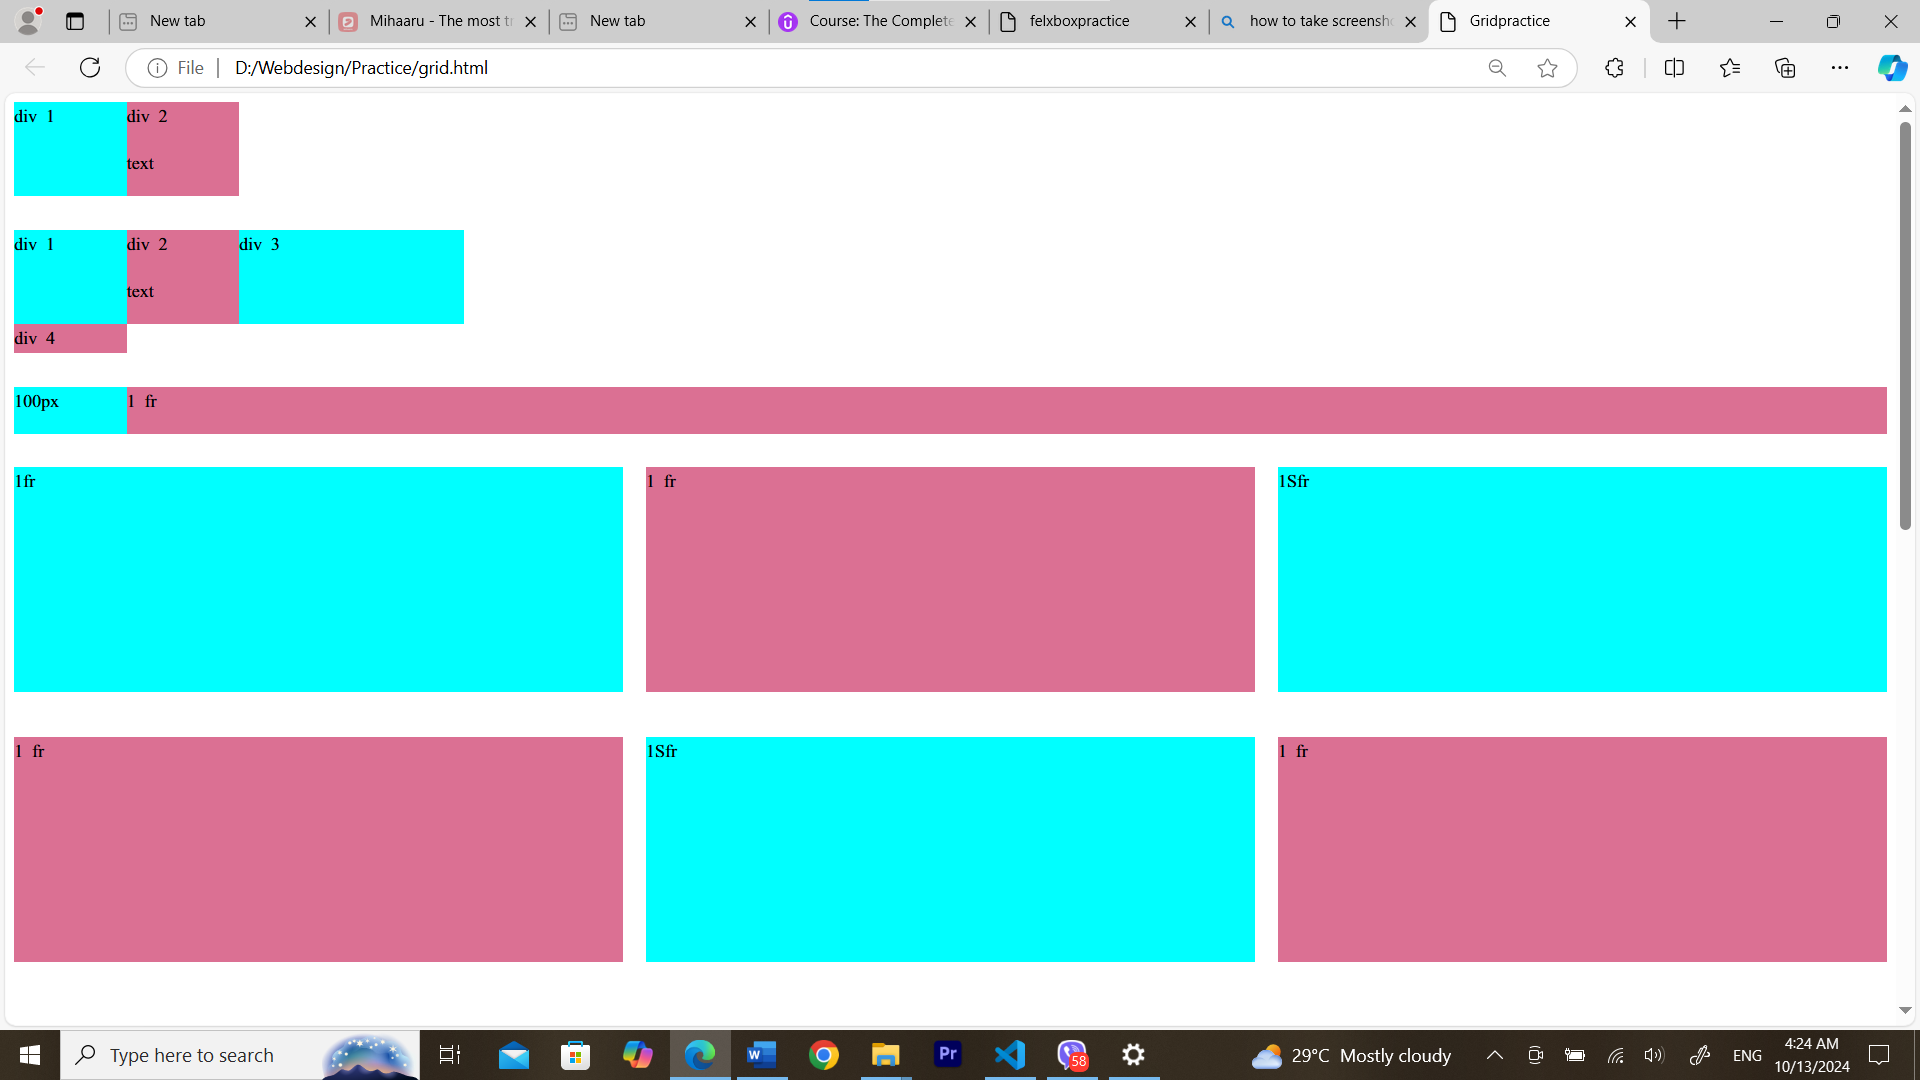 New tab
Mihaaru - The most tr
New tab
Course: The Complete
felxboxpractice
how to take screensho
Gridpractice
File
D:/Webdesign/Practice/grid.html
div 1
div 2
text
div 1
div 2
div 3
text
div 4
100px
1 fr
1fr
1 fr
1Sfr
1 fr
1Sfr
1 fr
Type here to search
W
Pr
58
29°C Mostly cloudy
ENG
4:24 AM
10/13/2024